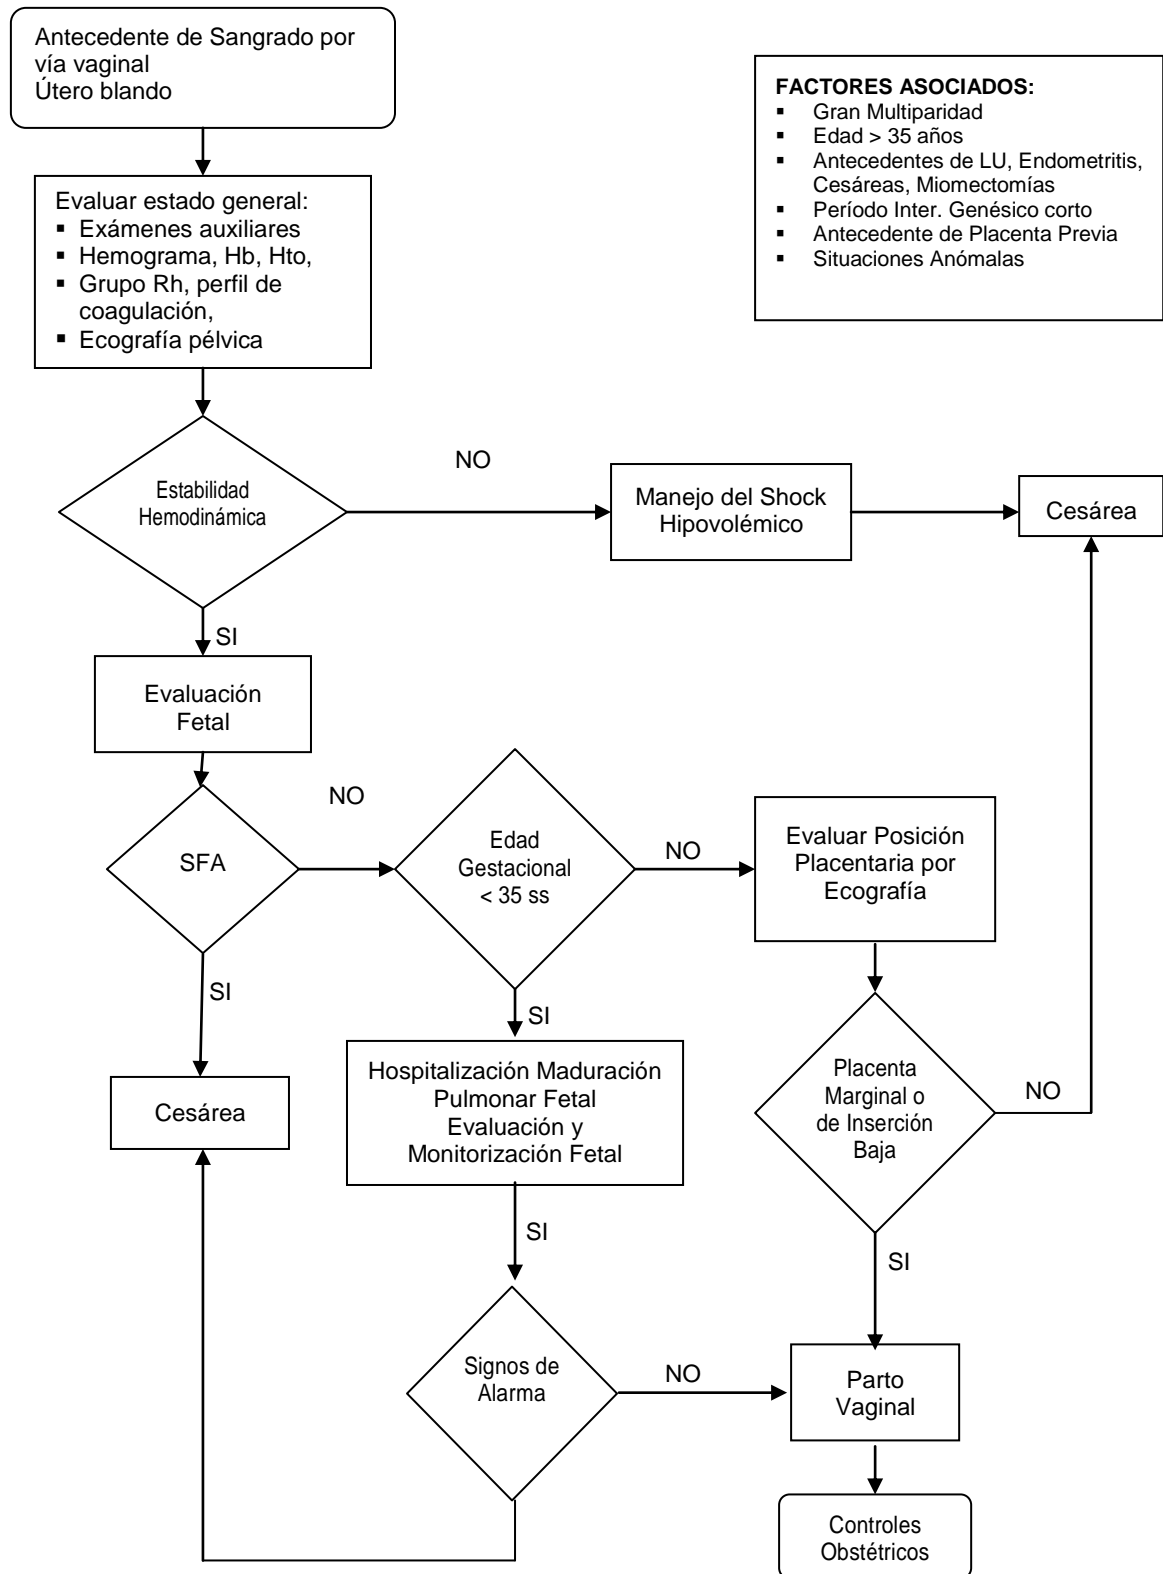 Antecedente de Sangrado por
vía vaginal
Útero blando
FACTORES ASOCIADOS:
▪ Gran Multiparidad
▪ Edad > 35 años
▪ Antecedentes de LU, Endometritis,
Cesáreas, Miomectomías
▪ Período Inter. Genésico corto
▪ Antecedente de Placenta Previa
▪ Situaciones Anómalas
Evaluar estado general:
▪ Exámenes auxiliares
▪ Hemograma, Hb, Hto,
▪ Grupo Rh, perfil de
coagulación,
▪ Ecografía pélvica
Estabilidad
Hemodinámica
NO
Manejo del Shock
Hipovolémico
Cesárea
SI
Evaluación
Fetal
SFA
NO
Edad
Gestacional
< 35 ss
NO
Evaluar Posición
Placentaria por
Ecografía
SI
Cesárea
SI
Hospitalización Maduración
Pulmonar Fetal
Evaluación y
Monitorización Fetal
Placenta
Marginal o
de Inserción
Baja
NO
SI
SI
Signos de
Alarma
NO
Parto
Vaginal
Controles
Obstétricos